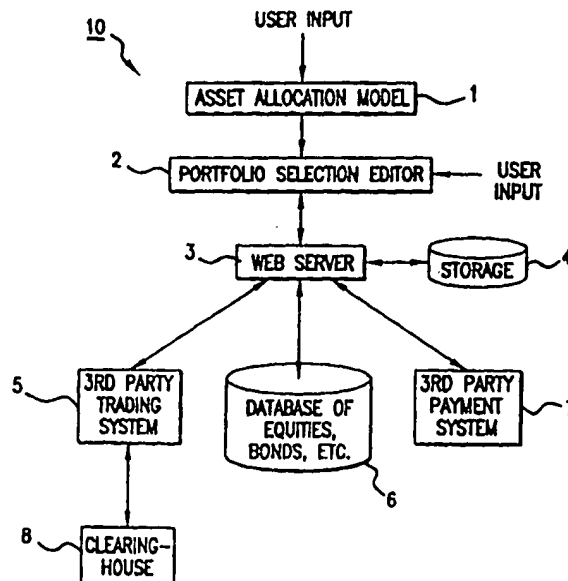 USER INPUT
10
ASSET ALLOCATION MODEL
1
2
PORTFOLIO SELECTION EDITOR
USER
INPUT
3
WEB SERVER
STORAGE
4
5
3RD PARTY
TRADING
SYSTEM
DATABASE OF
EQUITIES,
BONDS, ETC.
6
3RD PARTY
PAYMENT
SYSTEM
7
8
CLEARING-
HOUSE